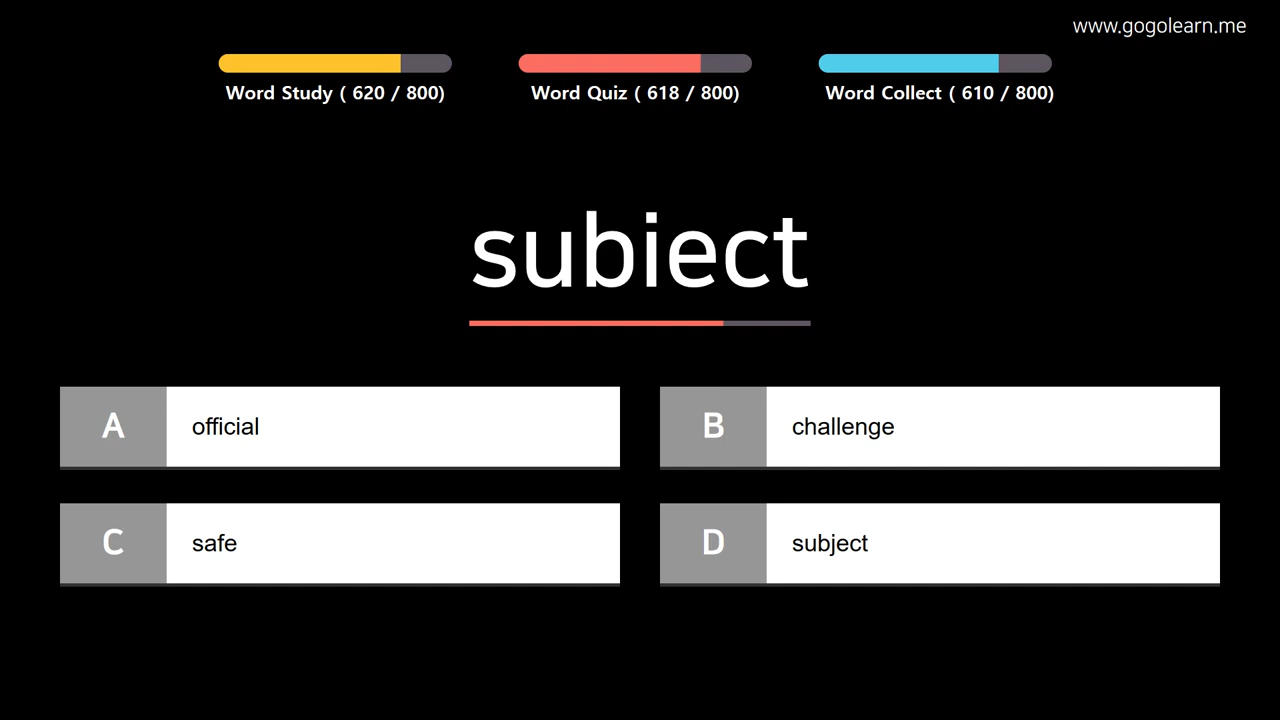 www.gogolearn.me
Word Study ( 620 / 800)
Word Quiz ( 618 / 800)
Word Collect ( 610 / 800)
subiect
A official
B challenge
C safe
D subject